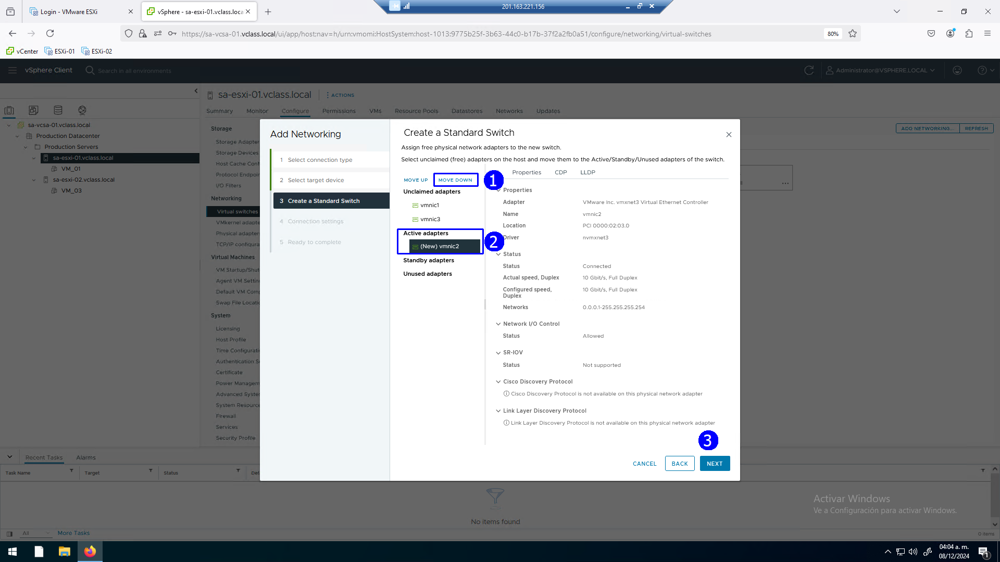 Login - VMware ESXi
vSphere - sa-esxi-01.vclass.loca
201.163.221.156
https://sa-vcsa-01.vclass.local/ui/app/host;nav=h/urn:vmomi:HostSystem:host-1013:9775b25f-3b63-44c0-b17b-37f2a2fb0a51/configure/networking/virtual-switches
80%
vCenter
ESXi-01
ESXi-02
vSphere Client
Search in all environments
Administrator@VSPHERE.LOCAL
sa-esxi-01.vclass.local
ACTIONS
Summary
Monitor
Configure
Permissions
VMs
Resource Pools
Datastores
Networks
Updates
sa-vcsa-01.vclass.local
Production Datacenter
Production Servers
sa-esxi-01.vclass.local
VM_01
sa-esxi-02.vclass.local
VM_03
Storage
Storage Adapter
Storage Devices
Host Cache Conf
Protocol Endpoin
I/O Filters
Networking
Virtual switches
VMkernel adapte
Physical adapters
TCP/IP configura
Virtual Machines
VM Startup/Shut
Agent VM Settin
Default VM Comp
Swap File Locatio
System
Licensing
Host Profile
Time Configuratio
Authentication Se
Certificate
Power Managem
Advanced System
System Resource
Firewall
Services
Security Profile
ADD NETWORKING...
REFRESH
Add Networking
1 Select connection type
2 Select target device
3 Create a Standard Switch
4 Connection settings
5 Ready to complete
Create a Standard Switch
Assign free physical network adapters to the new switch.
Select unclaimed (free) adapters on the host and move them to the Active/Standby/Unused adapters of the switch.
MOVE UP
MOVE DOWN
1
Unclaimed adapters
vmnic1
vmnic3
Active adapters
(New) vmnic2
2
Standby adapters
Unused adapters
Properties
CDP
LLDP
Properties
Adapter VMware Inc. vmxnet3 Virtual Ethernet Controller
Name vmnic2
Location PCI 0000:02:03.0
Driver nvmxnet3
Status
Status Connected
Actual speed, Duplex 10 Gbit/s, Full Duplex
Configured speed, 10 Gbit/s, Full Duplex
Duplex
Networks 0.0.0.1-255.255.255.254
Network I/O Control
Status Allowed
SR-IOV
Status Not supported
Cisco Discovery Protocol
Cisco Discovery Protocol is not available on this physical network adapter
Link Layer Discovery Protocol
Link Layer Discovery Protocol is not available on this physical network adapter
3
CANCEL
BACK
NEXT
Recent Tasks
Alarms
Task Name
Target
Status
Det
No items found
Activar Windows
Ve a Configuración para activar Windows.
All
More Tasks
0 items
04:04 a. m.
08/12/2024
1